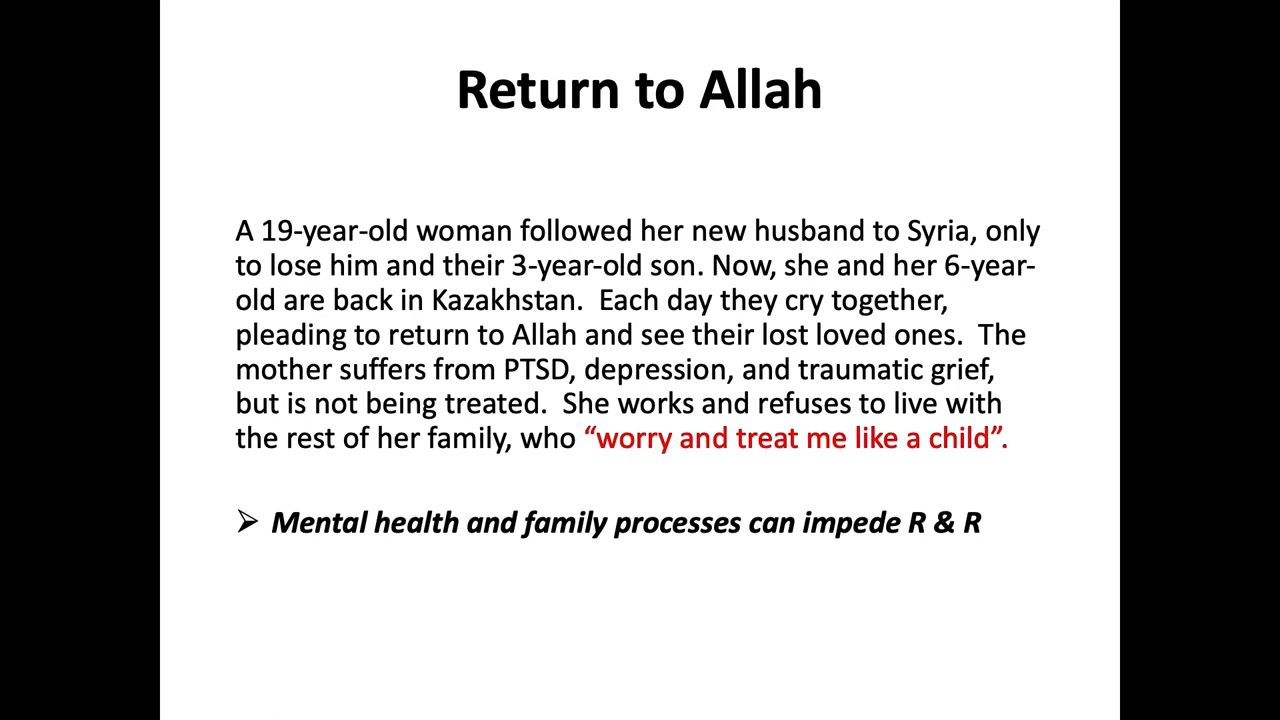 Return to Allah
A 19-year-old woman followed her new husband to Syria, only
to lose him and their 3-year-old son. Now, she and her 6-year-
old are back in Kazakhstan.  Each day they cry together,
pleading to return to Allah and see their lost loved ones.  The
mother suffers from PTSD, depression, and traumatic grief,
but is not being treated.  She works and refuses to live with
the rest of her family, who “worry and treat me like a child”.
➢ Mental health and family processes can impede R & R